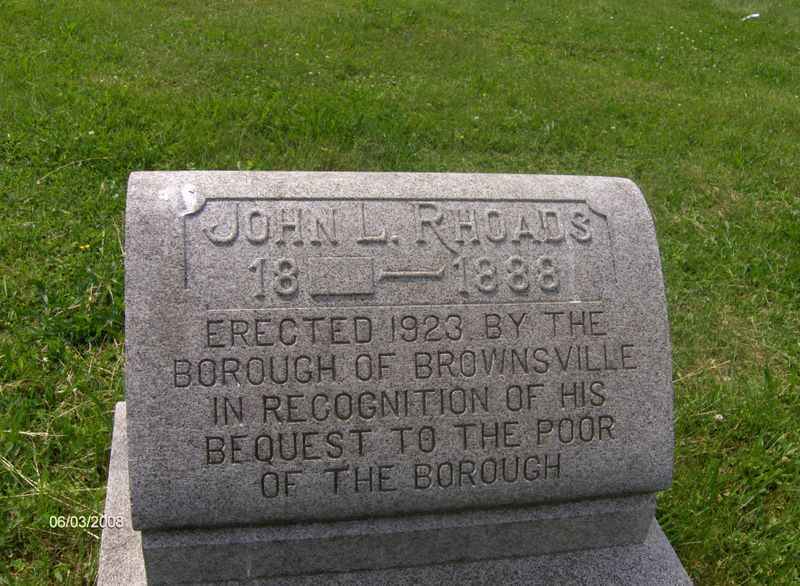 JOHN L. RHOADS
18 — 1888
ERECTED 1923 BY THE
BOROUGH OF BROWNSVILLE
IN RECOGNITION OF HIS
BEQUEST TO THE POOR
OF THE BOROUGH
06/03/2008